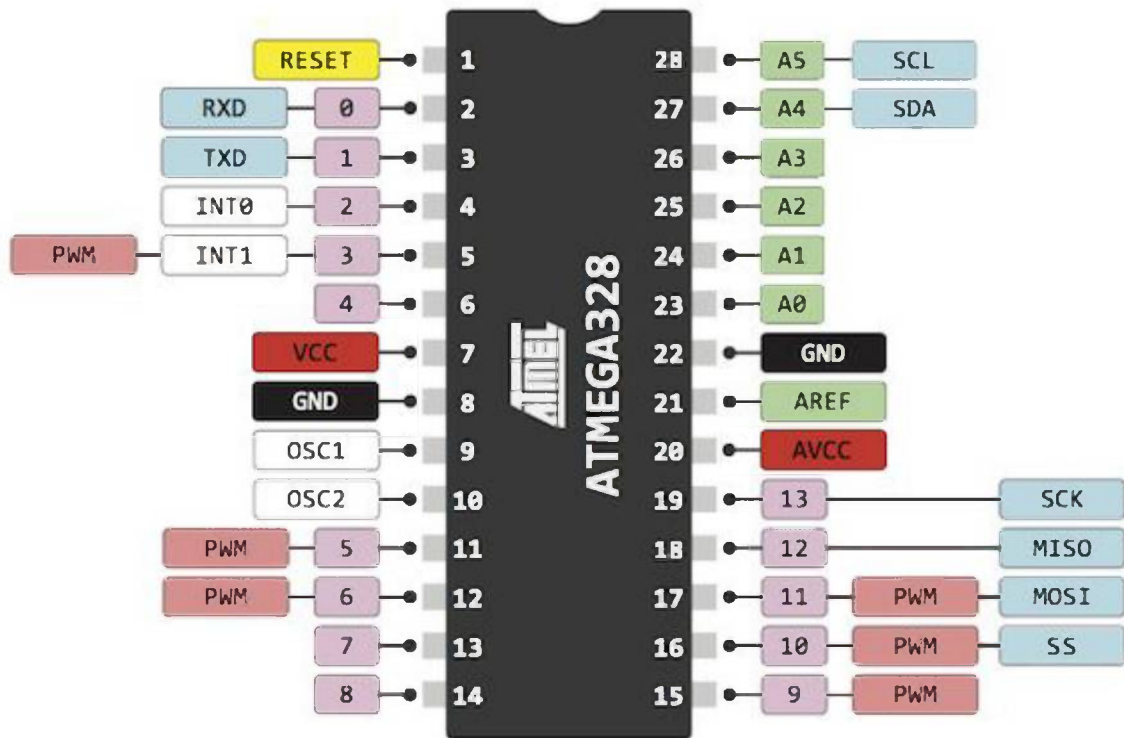 RESET 1 28 A5 SCL
RXD 0 2 27 A4 SDA
TXD 1 3 26 A3
INT0 2 4 25 A2
PWM INT1 3 5 24 A1
4 6 23 A0
VCC 7 22 GND
GND 8 21 AREF
OSC1 9 20 AVCC
OSC2 10 19 13 SCK
PWM 5 11 18 12 MISO
PWM 6 12 17 11 PWM MOSI
7 13 16 10 PWM SS
8 14 15 9 PWM
ATMEL
ATMEGA328